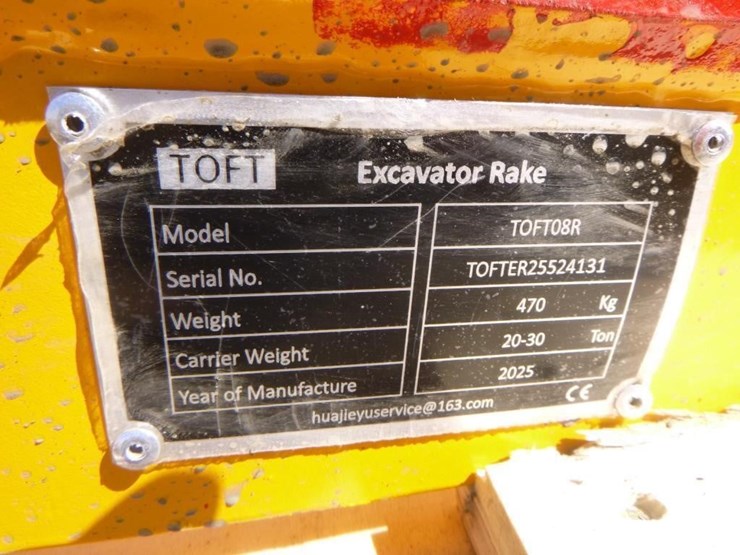 TOFT Excavator Rake
Model TOFT08R
Serial No. TOFTER25524131
Weight 470 Kg
Carrier Weight 20-30 Ton
Year of Manufacture 2025
huajieyuservice@163.com CE